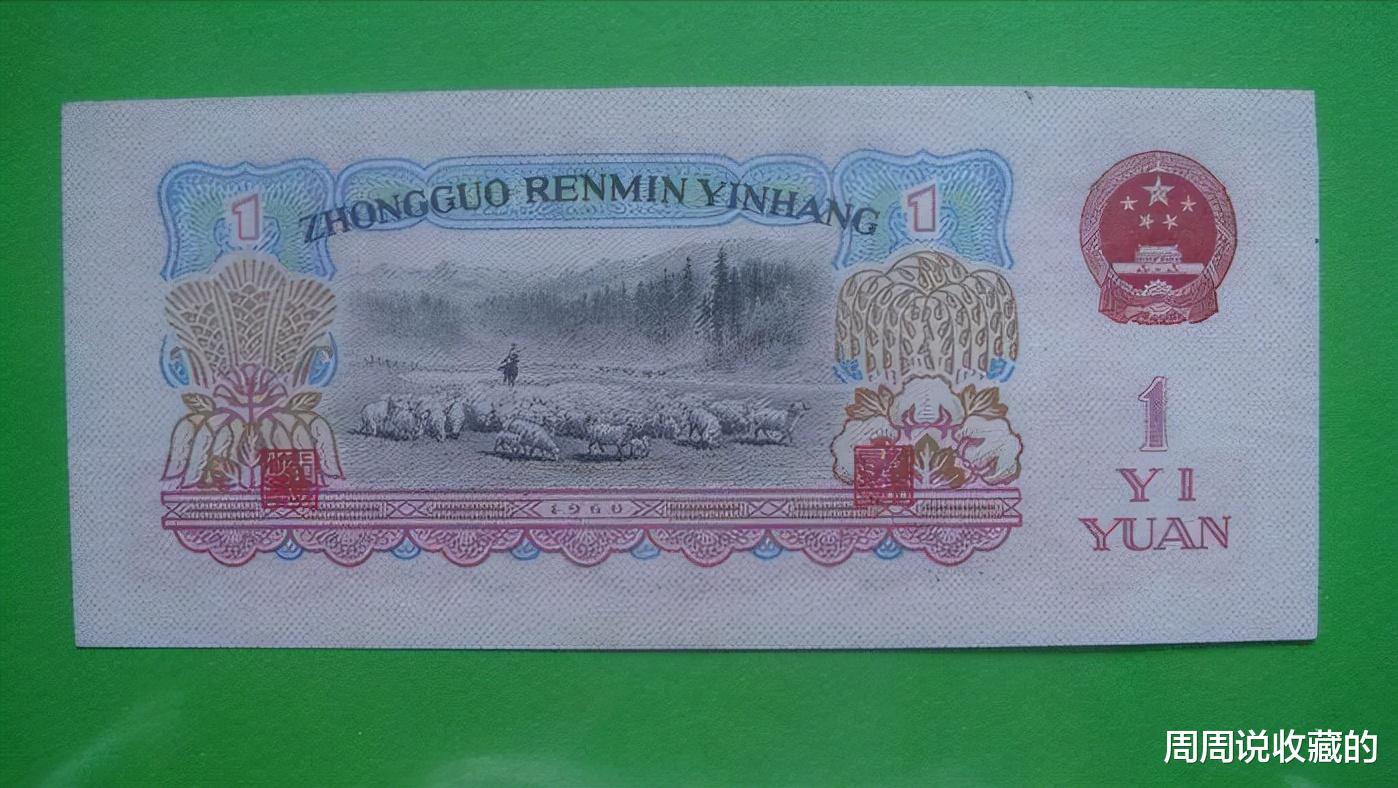 1
ZHONGGUO RENMIN YINHANG
1
1960
1
YI
YUAN
周周说收藏的